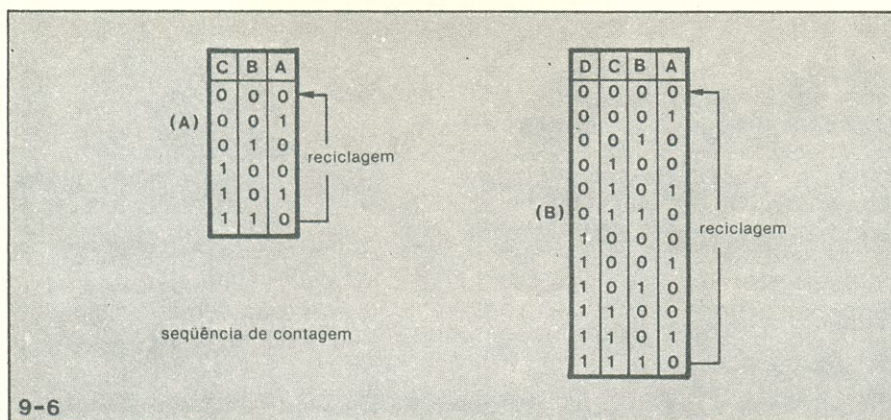 C B A
0 0 0
0 0 1
0 1 0
1 0 0
1 0 1
1 1 0
(A)
reciclagem
seqüência de contagem
D C B A
0 0 0 0
0 0 0 1
0 0 1 0
0 1 0 0
0 1 0 1
0 1 1 0
1 0 0 0
1 0 0 1
1 0 1 0
1 1 0 0
1 1 0 1
1 1 1 0
(B)
reciclagem
9-6